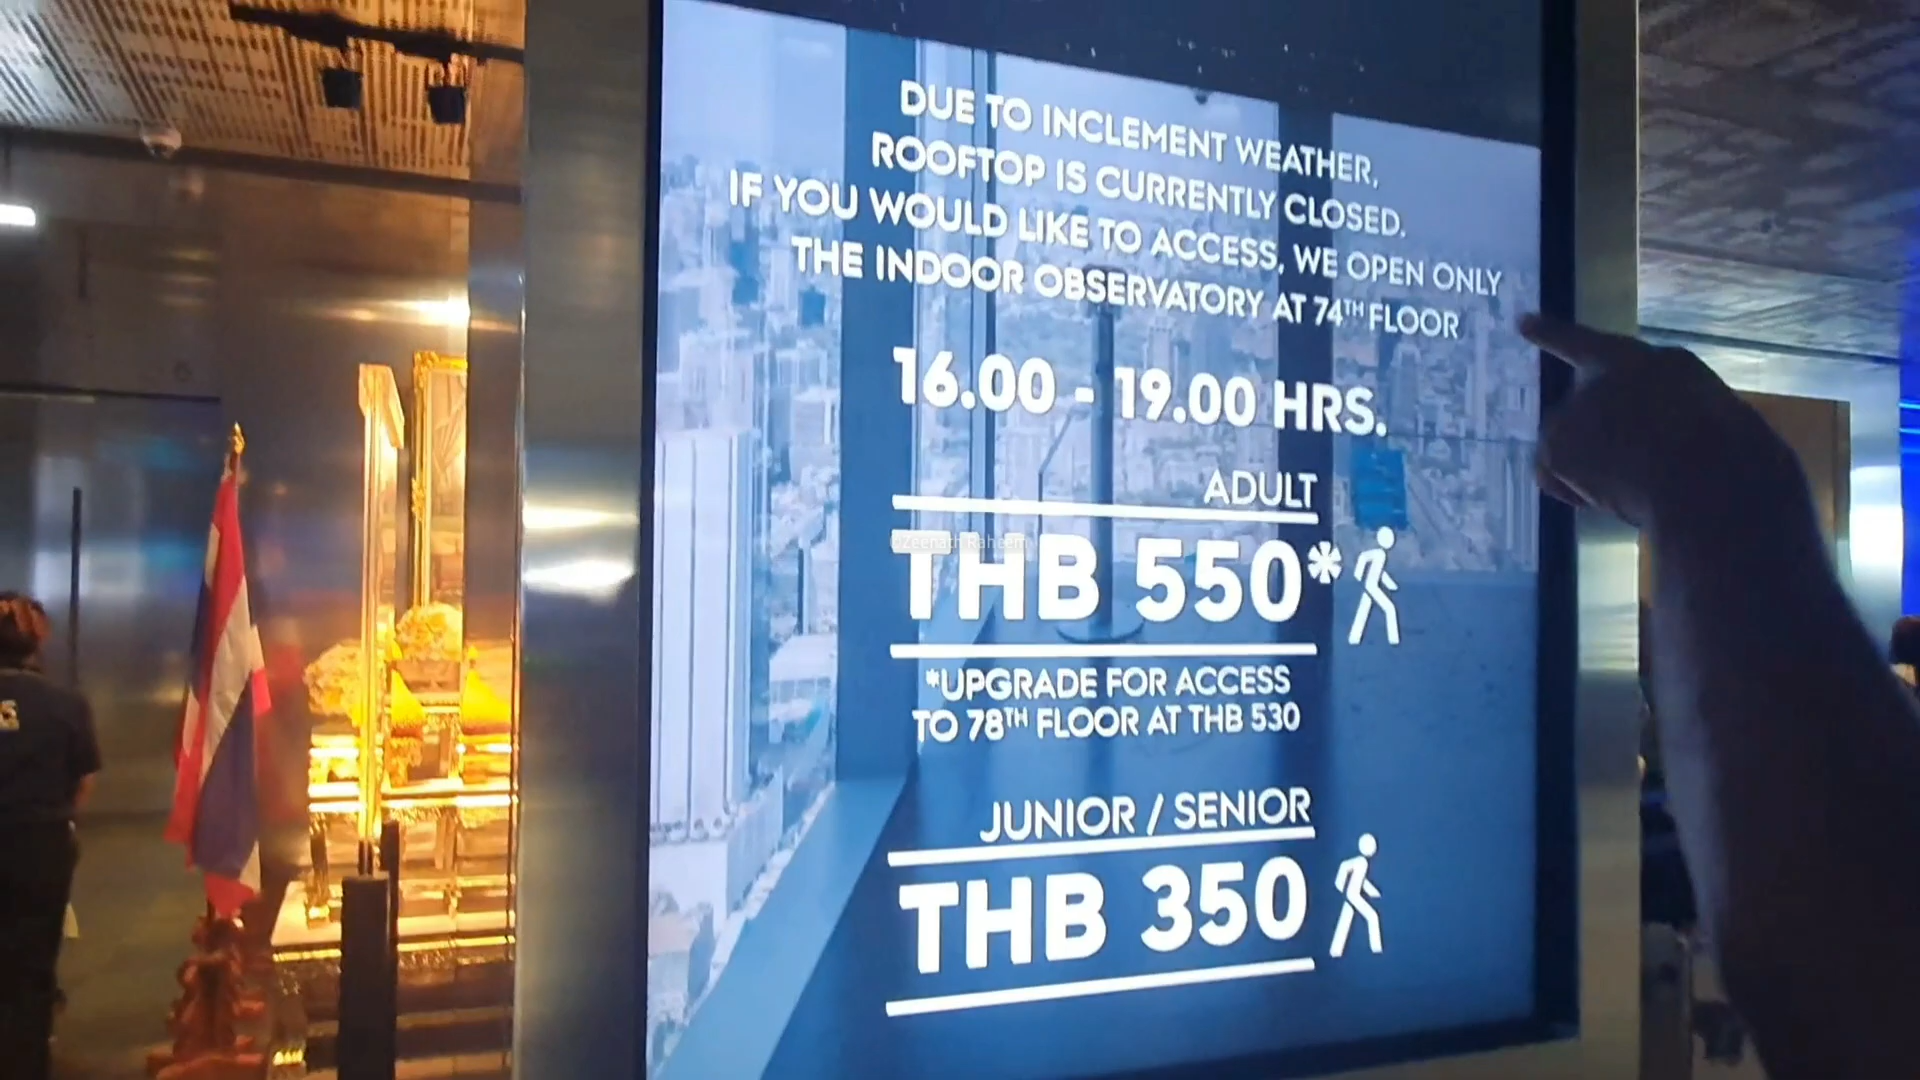 DUE TO INCLEMENT WEATHER,
ROOFTOP IS CURRENTLY CLOSED.
IF YOU WOULD LIKE TO ACCESS, WE OPEN ONLY
THE INDOOR OBSERVATORY AT 74TH FLOOR
16.00 - 19.00 HRS.
ADULT
©Zeenath Raheem
THB 550*
*UPGRADE FOR ACCESS
TO 78TH FLOOR AT THB 530
JUNIOR / SENIOR
THB 350